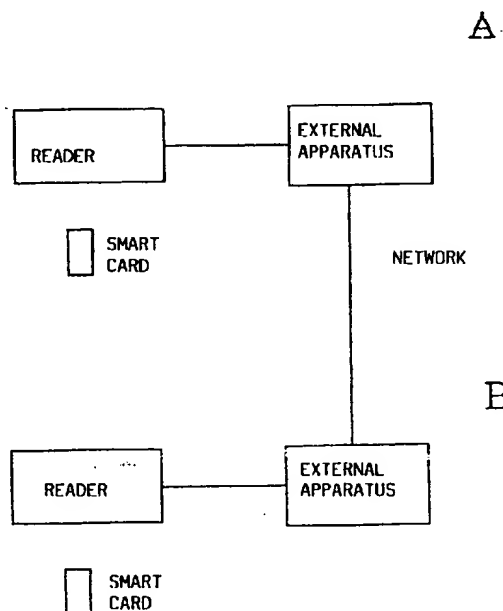 A
READER
EXTERNAL
APPARATUS
SMART
CARD
NETWORK
B
READER
EXTERNAL
APPARATUS
SMART
CARD